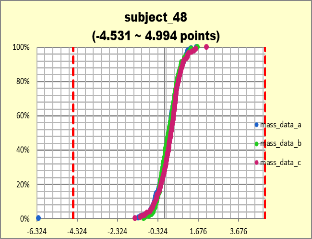 subject_48
(-4.531 ~ 4.994 points)
100%
80%
60%
40%
20%
0%
mass_data_a
mass_data_b
mass_data_c
-6.324
-4.324
-2.324
-0.324
1.676
3.676